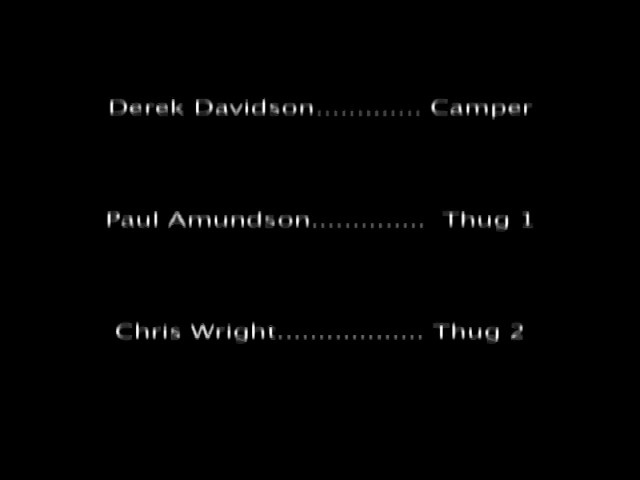 Derek Davidson............. Camper
Paul Amundson.............. Thug 1
Chris Wright.................. Thug 2